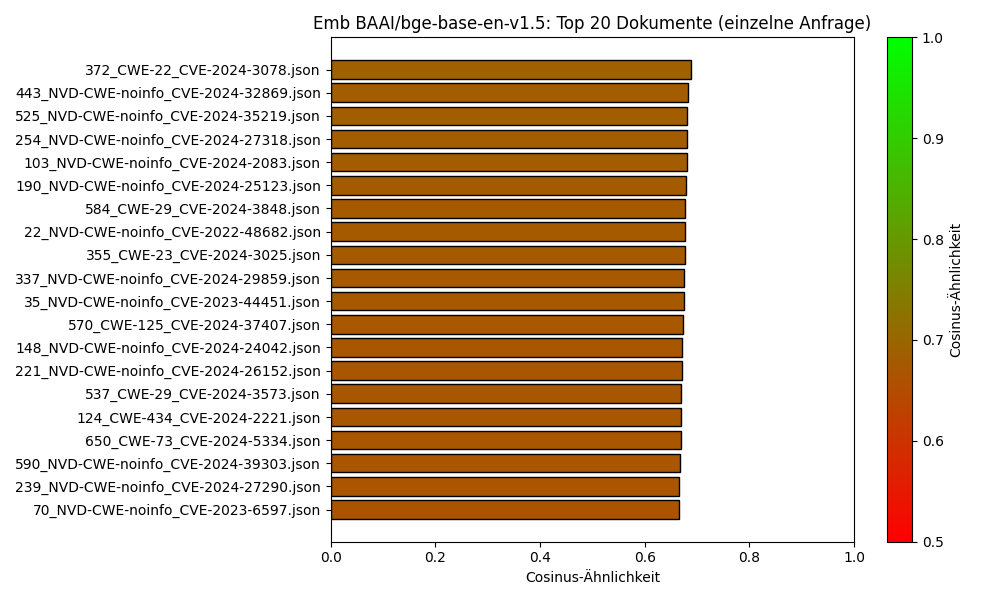 Emb BAAI/bge-base-en-v1.5: Top 20 Dokumente (einzelne Anfrage)
372_CWE-22_CVE-2024-3078.json
443_NVD-CWE-noinfo_CVE-2024-32869.json
525_NVD-CWE-noinfo_CVE-2024-35219.json
254_NVD-CWE-noinfo_CVE-2024-27318.json
103_NVD-CWE-noinfo_CVE-2024-2083.json
190_NVD-CWE-noinfo_CVE-2024-25123.json
584_CWE-29_CVE-2024-3848.json
22_NVD-CWE-noinfo_CVE-2022-48682.json
355_CWE-23_CVE-2024-3025.json
337_NVD-CWE-noinfo_CVE-2024-29859.json
35_NVD-CWE-noinfo_CVE-2023-44451.json
570_CWE-125_CVE-2024-37407.json
148_NVD-CWE-noinfo_CVE-2024-24042.json
221_NVD-CWE-noinfo_CVE-2024-26152.json
537_CWE-29_CVE-2024-3573.json
124_CWE-434_CVE-2024-2221.json
650_CWE-73_CVE-2024-5334.json
590_NVD-CWE-noinfo_CVE-2024-39303.json
239_NVD-CWE-noinfo_CVE-2024-27290.json
70_NVD-CWE-noinfo_CVE-2023-6597.json
0.0 0.2 0.4 0.6 0.8 1.0
Cosinus-Ähnlichkeit
1.0
0.9
0.8
0.7
0.6
0.5
Cosinus-Ähnlichkeit